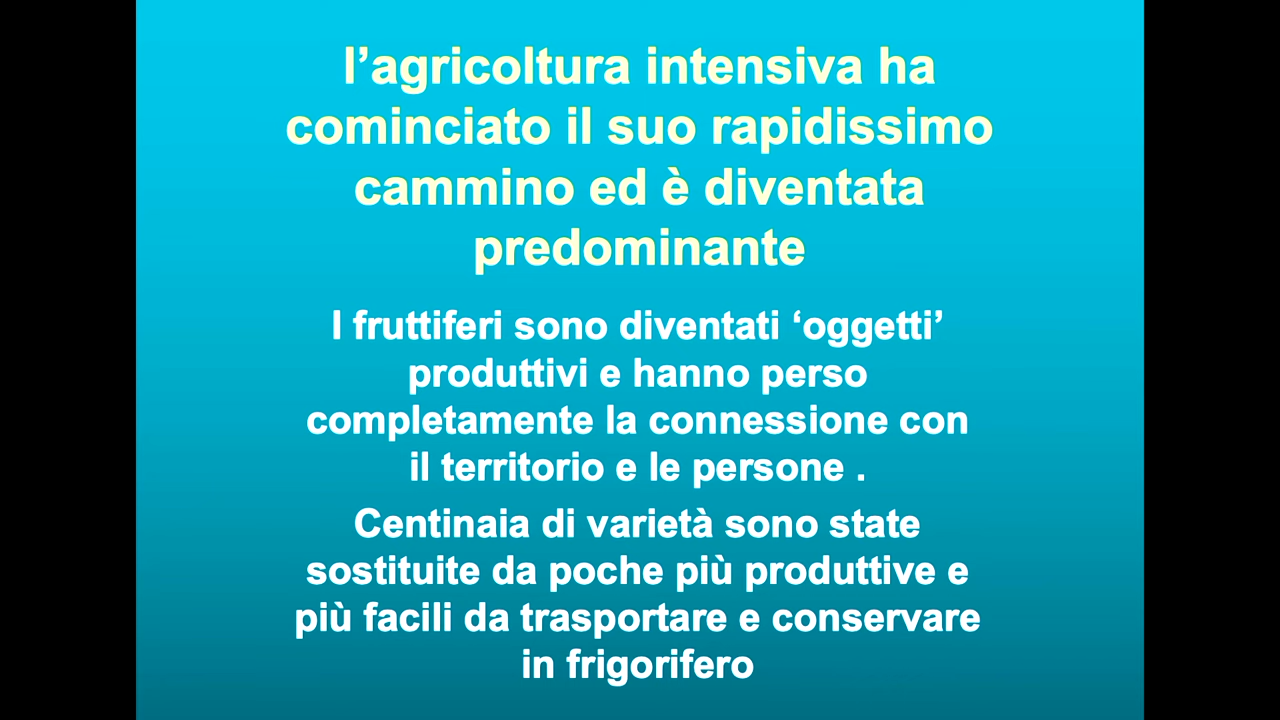 l’agricoltura intensiva ha
cominciato il suo rapidissimo
cammino ed è diventata
predominante
I fruttiferi sono diventati ‘oggetti’
produttivi e hanno perso
completamente la connessione con
il territorio e le persone .
Centinaia di varietà sono state
sostituite da poche più produttive e
più facili da trasportare e conservare
in frigorifero